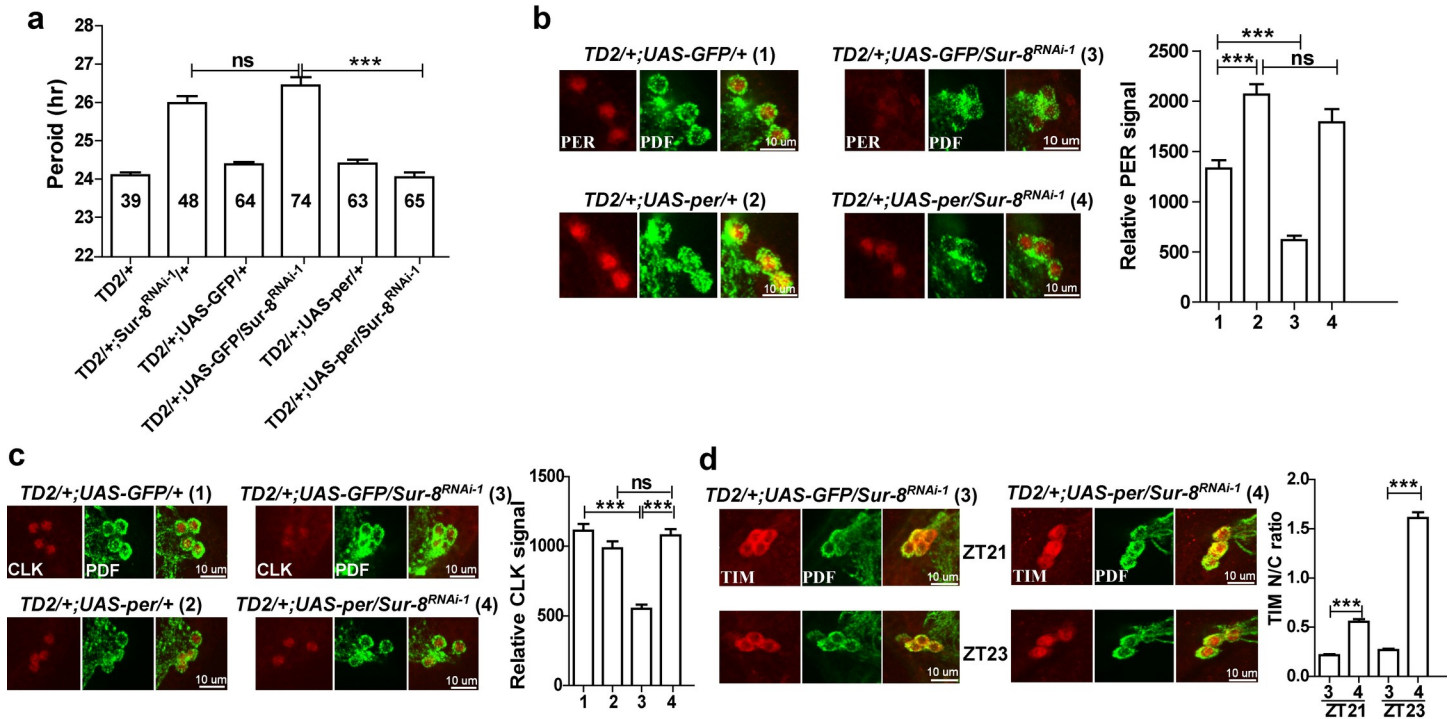 a
Peroid (hr)
28
27
26
25
24
23
22
ns
***
39
48
64
74
63
65
TD2/+
TD2/+;Sur-8RNAi-1/+
TD2/+;UAS-GFP/+
TD2/+;UAS-GFP/Sur-8RNAi-1
TD2/+;UAS-per/+
TD2/+;UAS-per/Sur-8RNAi-1
b
TD2/+;UAS-GFP/+ (1)
PER
PDF
10 um
TD2/+;UAS-GFP/Sur-8RNAi-1 (3)
PER
PDF
10 um
TD2/+;UAS-per/+ (2)
10 um
TD2/+;UAS-per/Sur-8RNAi-1 (4)
10 um
Relative PER signal
2500
2000
1500
1000
500
0
***
***
ns
1 2 3 4
c
TD2/+;UAS-GFP/+ (1)
CLK
PDF
10 um
TD2/+;UAS-GFP/Sur-8RNAi-1 (3)
CLK
PDF
10 um
TD2/+;UAS-per/+ (2)
10 um
TD2/+;UAS-per/Sur-8RNAi-1 (4)
10 um
Relative CLK signal
1500
1000
500
0
ns
*** ***
1 2 3 4
d
TD2/+;UAS-GFP/Sur-8RNAi-1 (3)
TIM
PDF
10 um
10 um
ZT21
ZT23
TD2/+;UAS-per/Sur-8RNAi-1 (4)
TIM
PDF
10 um
10 um
TIM N/C ratio
2.0
1.5
1.0
0.5
0.0
***
***
3 4 3 4
ZT21 ZT23